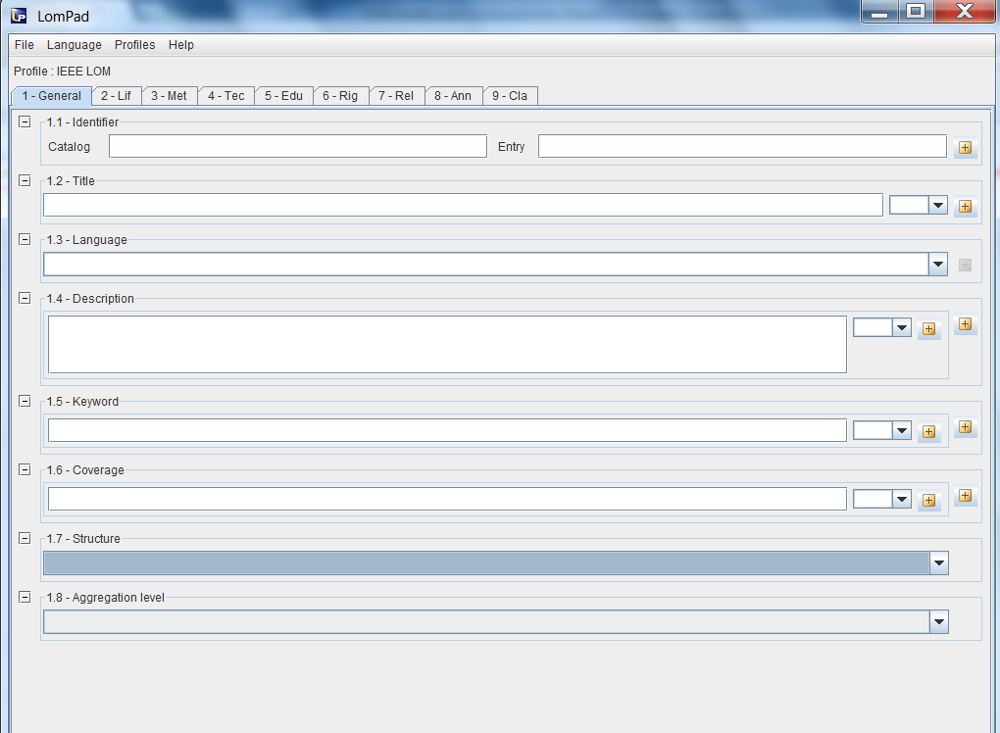 LomPad
File Language Profiles Help
Profile : IEEE LOM
1 - General 2 - Lif 3 - Met 4 - Tec 5 - Edu 6 - Rig 7 - Rel 8 - Ann 9 - Cla
1.1 - Identifier
Catalog Entry
1.2 - Title
1.3 - Language
1.4 - Description
1.5 - Keyword
1.6 - Coverage
1.7 - Structure
1.8 - Aggregation level